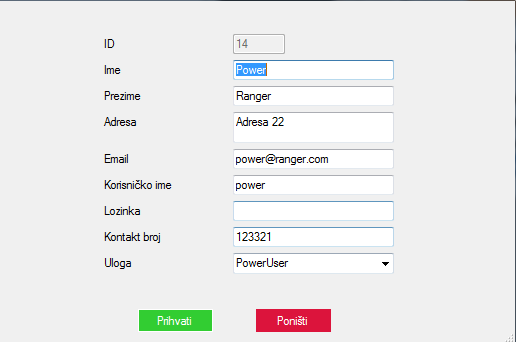 ID 14
Ime Power
Prezime Ranger
Adresa Adresa 22
Email power@ranger.com
Korisničko ime power
Lozinka
Kontakt broj 123321
Uloga PowerUser
Prihvati Poništi